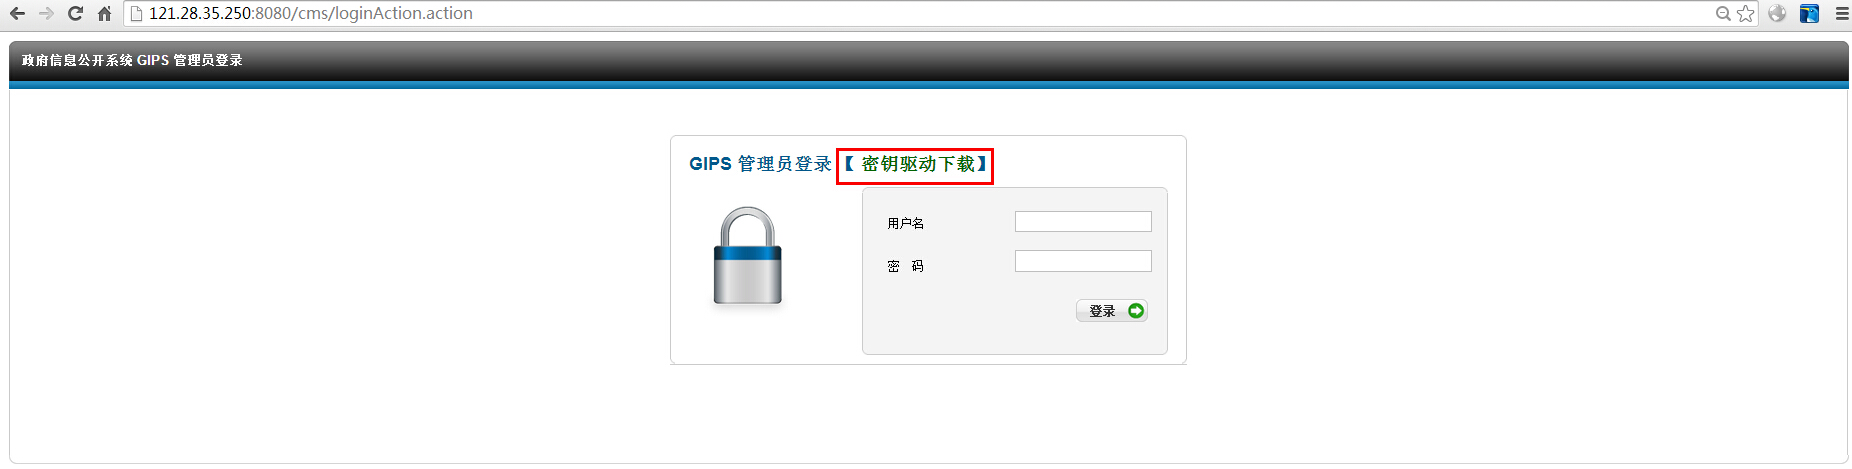 121.28.35.250:8080/cms/loginAction.action
政府信息公开系统 GIPS 管理员登录
GIPS 管理员登录【 密钥驱动下载】
用户名
密 码
登录